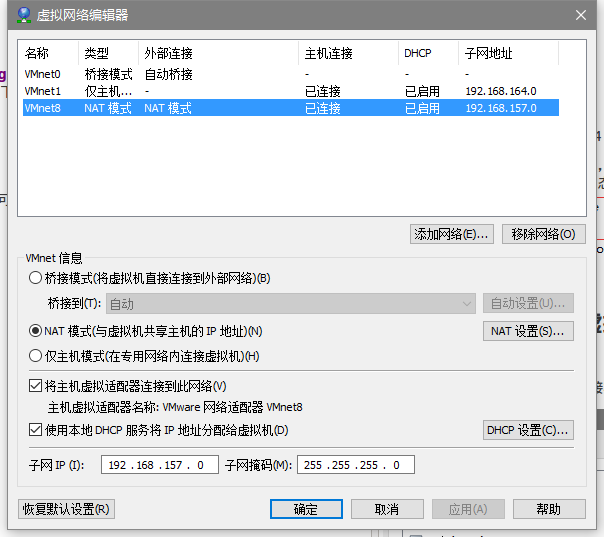 虚拟网络编辑器
名称 类型 外部连接 主机连接 DHCP 子网地址
VMnet0 桥接模式 自动桥接 - - -
VMnet1 仅主机... - 已连接 已启用 192.168.164.0
VMnet8 NAT 模式 NAT 模式 已连接 已启用 192.168.157.0
添加网络(E)... 移除网络(O)
VMnet 信息
桥接模式(将虚拟机直接连接到外部网络)(B)
桥接到(T): 自动 自动设置(U)...
NAT 模式(与虚拟机共享主机的 IP 地址)(N) NAT 设置(S)...
仅主机模式(在专用网络内连接虚拟机)(H)
将主机虚拟适配器连接到此网络(V)
主机虚拟适配器名称: VMware 网络适配器 VMnet8
使用本地 DHCP 服务将 IP 地址分配给虚拟机(D) DHCP 设置(C)...
子网 IP (I): 192 . 168 . 157 . 0 子网掩码(M): 255 . 255 . 255 . 0
恢复默认设置(R) 确定 取消 应用(A) 帮助